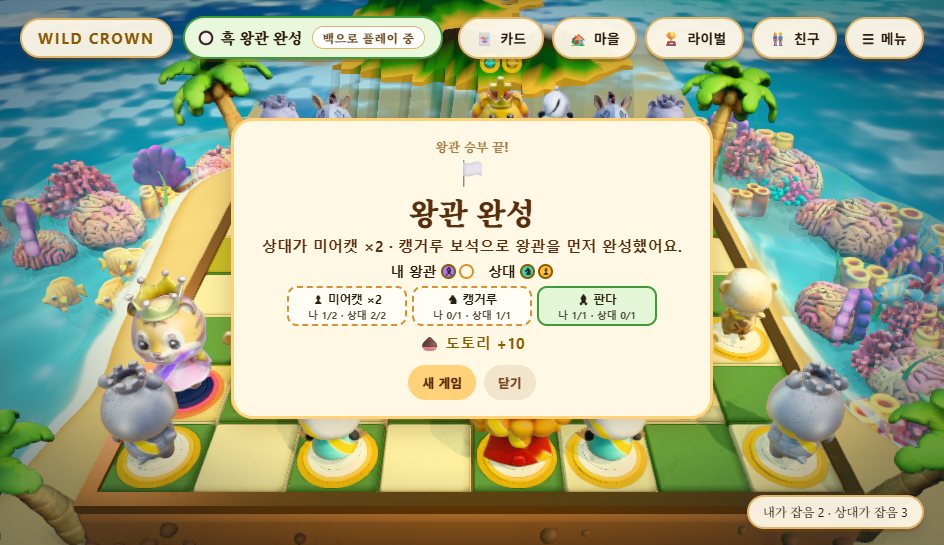 WILD CROWN
흑 왕관 완성
백으로 플레이 중
카드
마을
라이벌
친구
☰ 메뉴
왕관 승부 끝!
왕관 완성
상대가 미어캣 ×2 · 캥거루 보석으로 왕관을 먼저 완성했어요.
내 왕관 상대
미어캣 ×2
나 1/2 · 상대 2/2
캥거루
나 0/1 · 상대 1/1
판다
나 1/1 · 상대 0/1
도토리 +10
새 게임
닫기
내가 잡음 2 · 상대가 잡음 3